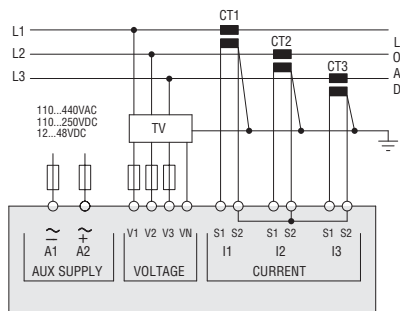 CT1
L1
L
CT2
L2
O
CT3
L3
A
D
110...440VAC
110...250VDC
12...48VDC
TV
V1 V2 V3 VN S1 S2 S1 S2 S1 S2
A1 A2 I1 I2 I3
AUX SUPPLY VOLTAGE CURRENT